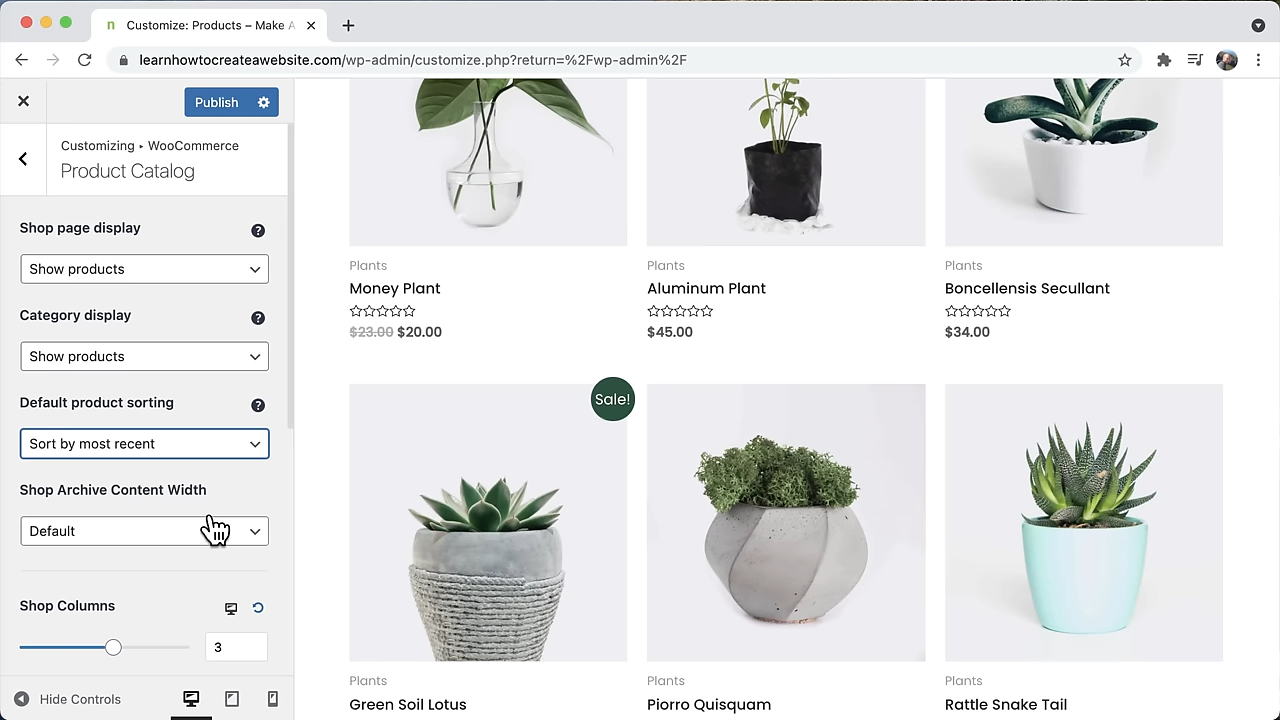 n Customize: Products – Make A
learnhowtocreateawebsite.com/wp-admin/customize.php?return=%2Fwp-admin%2F
Publish
Customizing ▸ WooCommerce
Product Catalog
Shop page display
Show products
Category display
Show products
Default product sorting
Sort by most recent
Shop Archive Content Width
Default
Shop Columns
3
Hide Controls
Plants
Money Plant
$23.00 $20.00
Plants
Aluminum Plant
$45.00
Plants
Boncellensis Secullant
$34.00
Sale!
Plants
Green Soil Lotus
Plants
Piorro Quisquam
Plants
Rattle Snake Tail